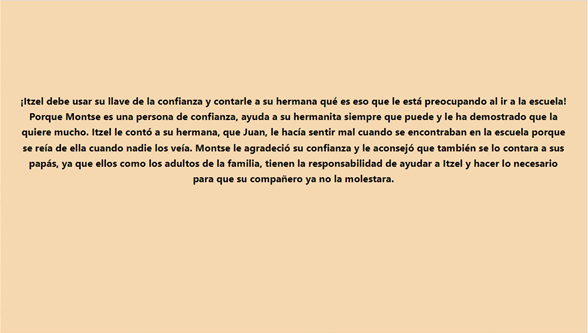 ¡Itzel debe usar su llave de la confianza y contarle a su hermana qué es eso que le está preocupando al ir a la escuela!
Porque Montse es una persona de confianza, ayuda a su hermanita siempre que puede y le ha demostrado que la
quiere mucho. Itzel le contó a su hermana, que Juan, le hacía sentir mal cuando se encontraban en la escuela porque
se reía de ella cuando nadie los veía. Montse le agradeció su confianza y le aconsejó que también se lo contara a sus
papás, ya que ellos como los adultos de la familia, tienen la responsabilidad de ayudar a Itzel y hacer lo necesario
para que su compañero ya no la molestara.